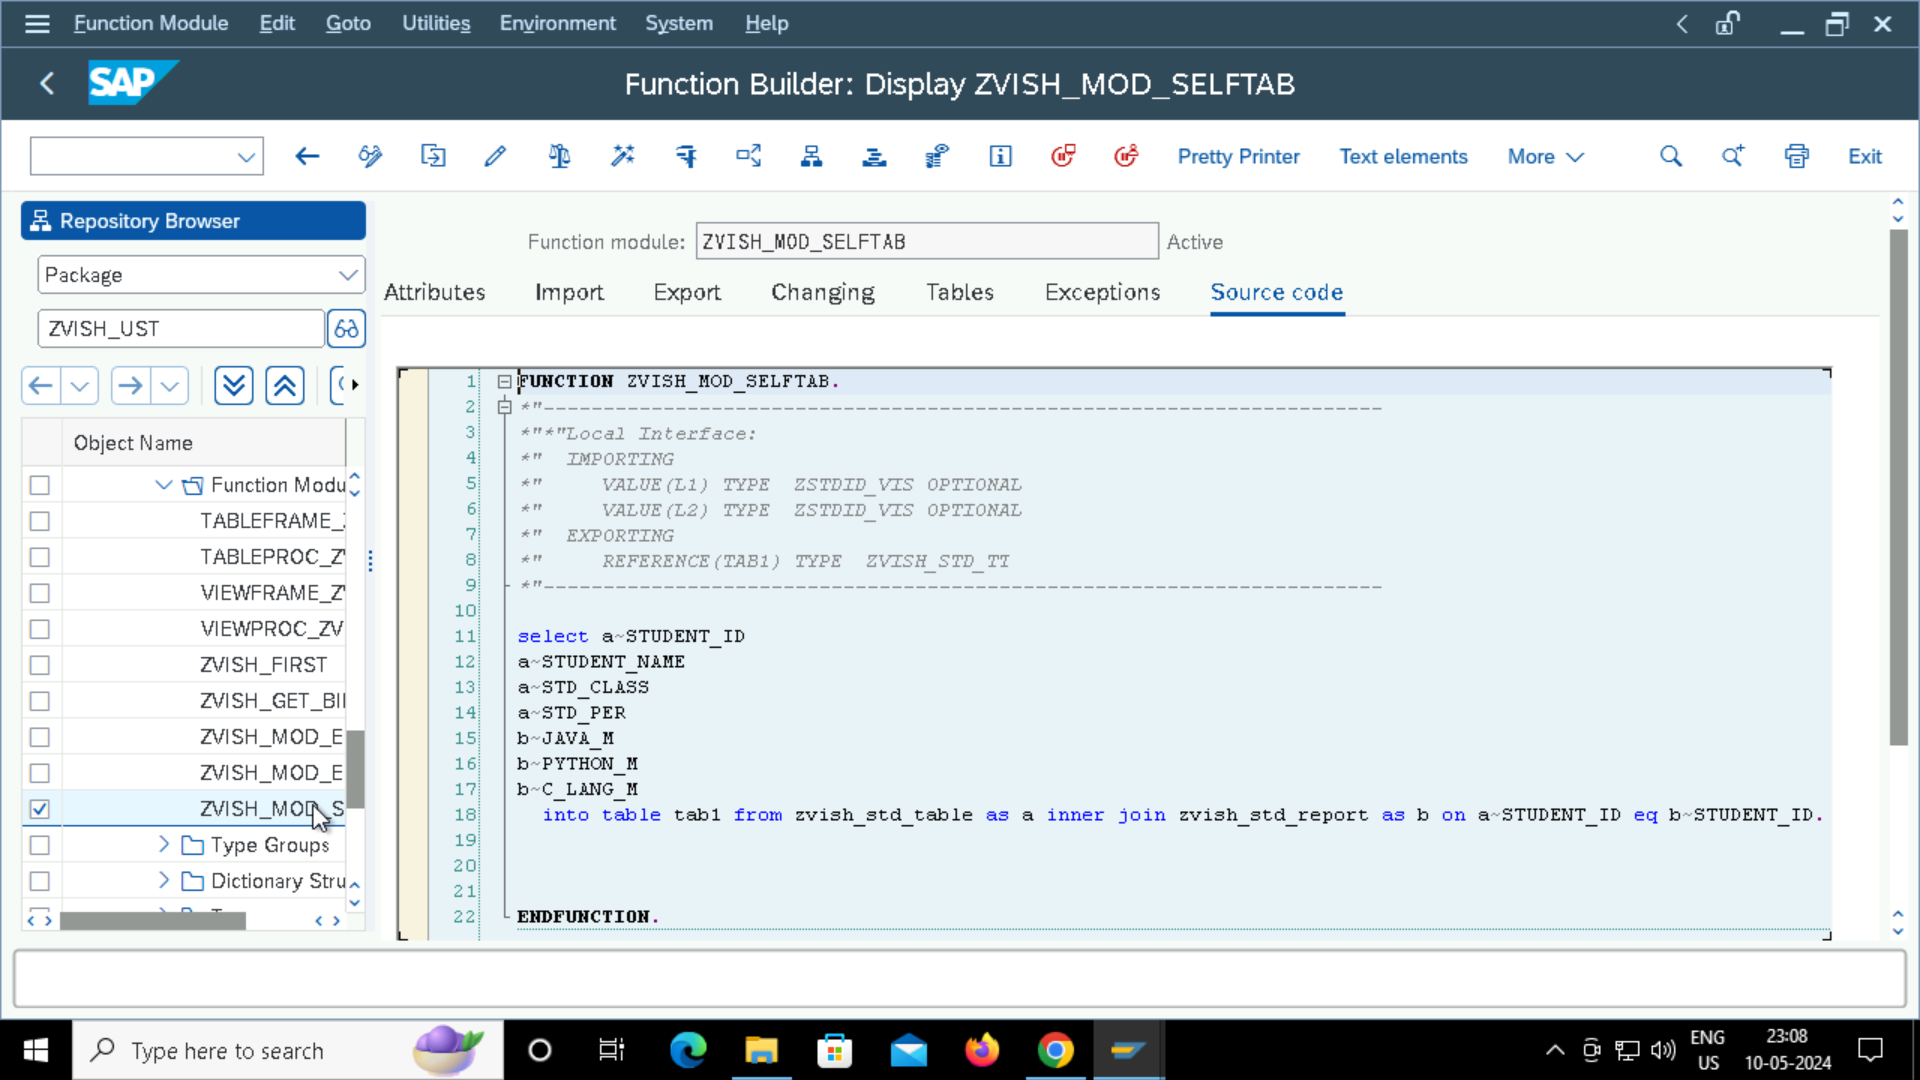 Function Module Edit Goto Utilities Environment System Help
SAP Function Builder: Display ZVISH_MOD_SELFTAB
Pretty Printer Text elements More Exit
Repository Browser
Package
ZVISH_UST
Object Name
Function Modu
TABLEFRAME_
TABLEPROC_Z
VIEWFRAME_Z
VIEWPROC_ZV
ZVISH_FIRST
ZVISH_GET_BI
ZVISH_MOD_E
ZVISH_MOD_E
ZVISH_MOD_S
Type Groups
Dictionary Stru
Function module: ZVISH_MOD_SELFTAB Active
Attributes Import Export Changing Tables Exceptions Source code
1 FUNCTION ZVISH_MOD_SELFTAB.
2 *"----------------------------------------------------------------------
3 *"*"Local Interface:
4 *" IMPORTING
5 *" VALUE(L1) TYPE ZSTDID_VIS OPTIONAL
6 *" VALUE(L2) TYPE ZSTDID_VIS OPTIONAL
7 *" EXPORTING
8 *" REFERENCE(TAB1) TYPE ZVISH_STD_TT
9 *"----------------------------------------------------------------------
10
11 select a~STUDENT_ID
12 a~STUDENT_NAME
13 a~STD_CLASS
14 a~STD_PER
15 b~JAVA_M
16 b~PYTHON_M
17 b~C_LANG_M
18 into table tab1 from zvish_std_table as a inner join zvish_std_report as b on a~STUDENT_ID eq b~STUDENT_ID.
19
20
21
22 ENDFUNCTION.
Type here to search
ENG
US
23:08
10-05-2024